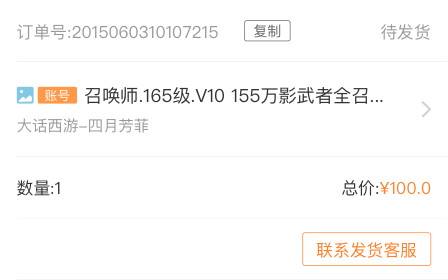 订单号:2015060310107215 复制 待发货
账号 召唤师.165级.V10 155万影武者全召...
大话西游–四月芳菲
数量:1 总价:¥100.0
联系发货客服